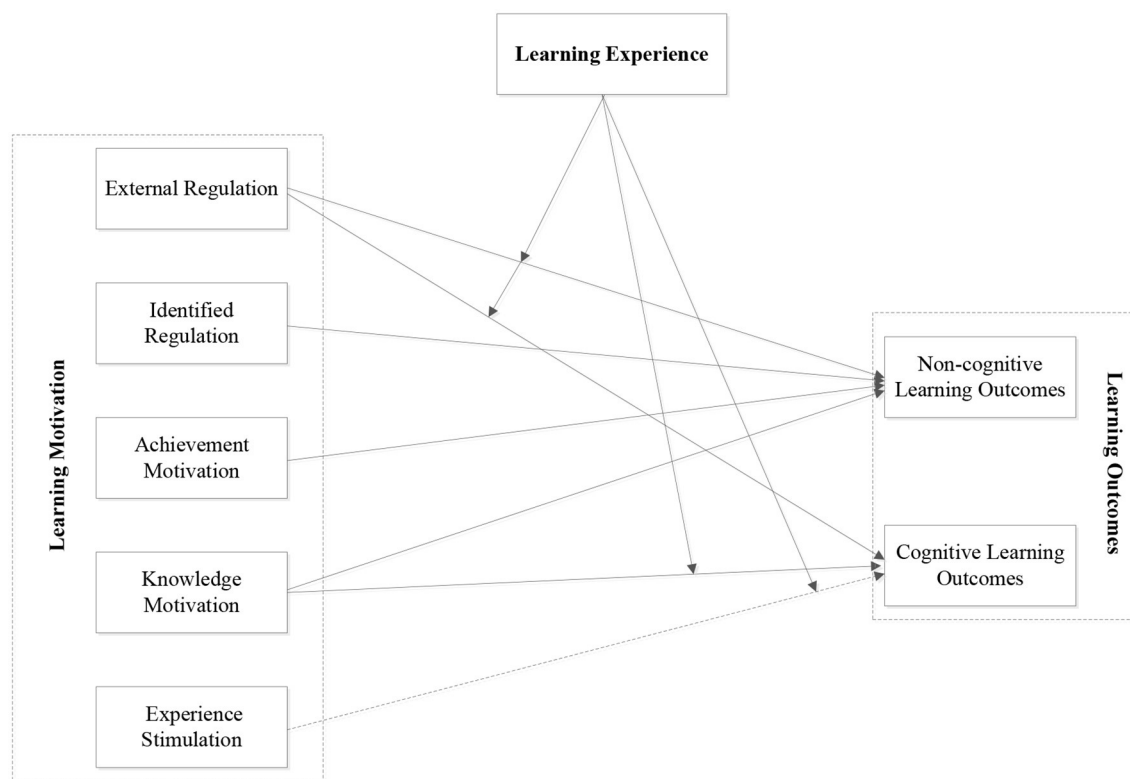 Learning Experience
Learning Motivation
External Regulation
Identified
Regulation
Achievement
Motivation
Knowledge
Motivation
Experience
Stimulation
Non-cognitive
Learning Outcomes
Cognitive Learning
Outcomes
Learning Outcomes